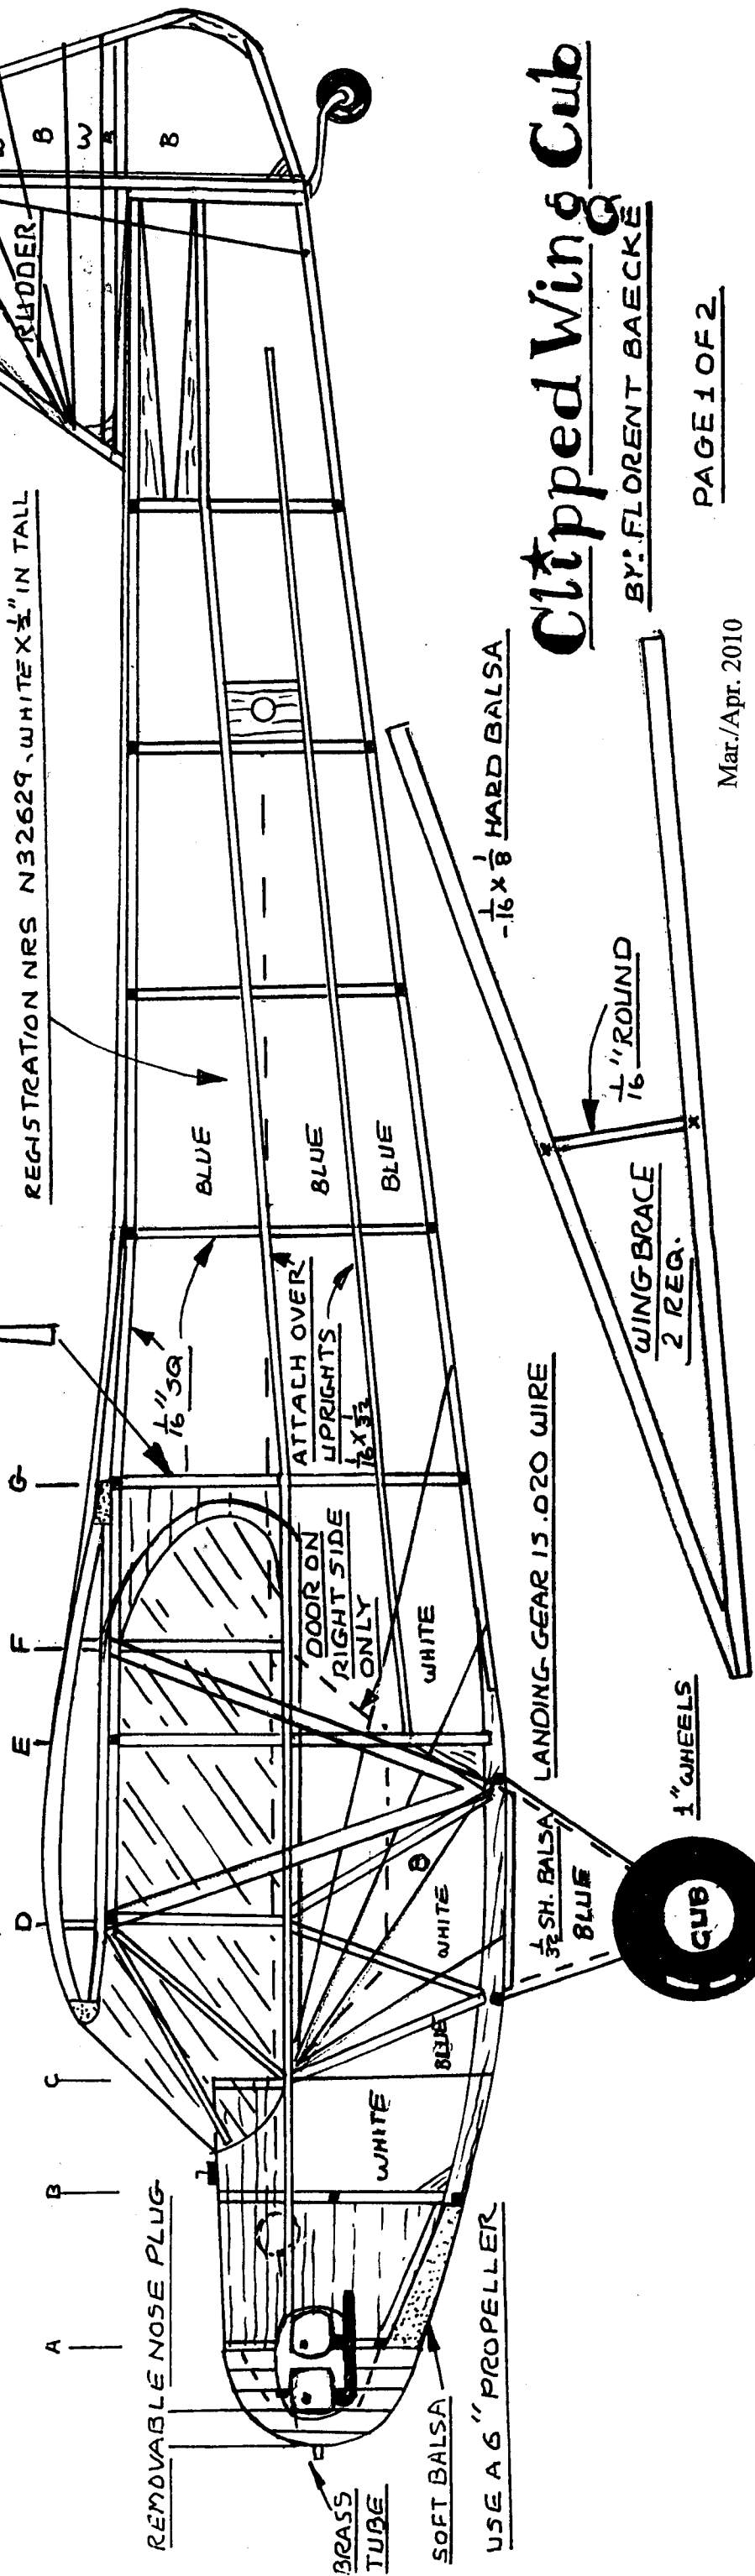 REGISTRATION NRS N32629-WHITE X 1/2" IN TALL
RUDDER
B
W
B
B
G
F
E
D
C
B
A
REMOVABLE NOSE PLUG
1/16" SQ
ATTACH OVER
UPRIGHTS
1/16 X 1/32
BLUE
BLUE
BLUE
DOOR ON
RIGHT SIDE
ONLY
WHITE
B
WHITE
BLUE
WHITE
BRASS
TUBE
SOFT BALSA
USE A 6" PROPELLER
1/32 SH. BALSA
BLUE
LANDING GEAR IS .020 WIRE
1" WHEELS
CUB
WING BRACE
2 REQ.
1/16" ROUND
1/16 X 1/8 HARD BALSA
Clipped Wing Cub
BY: FLORENT BAECKE
PAGE 1 OF 2
Mar./Apr. 2010